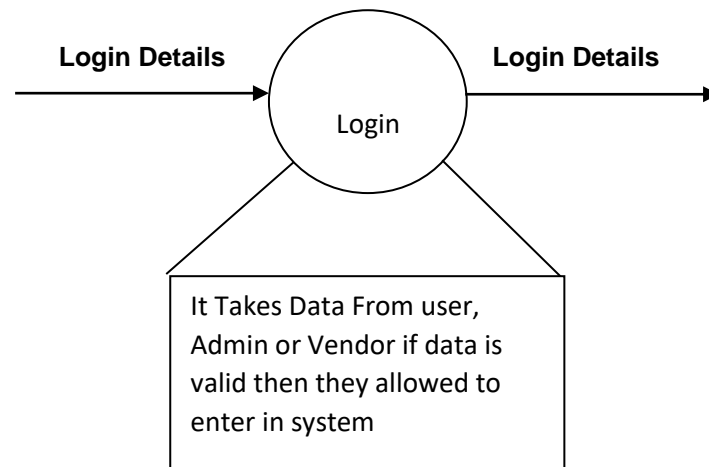 Login Details
Login Details
Login
It Takes Data From user,
Admin or Vendor if data is
valid then they allowed to
enter in system